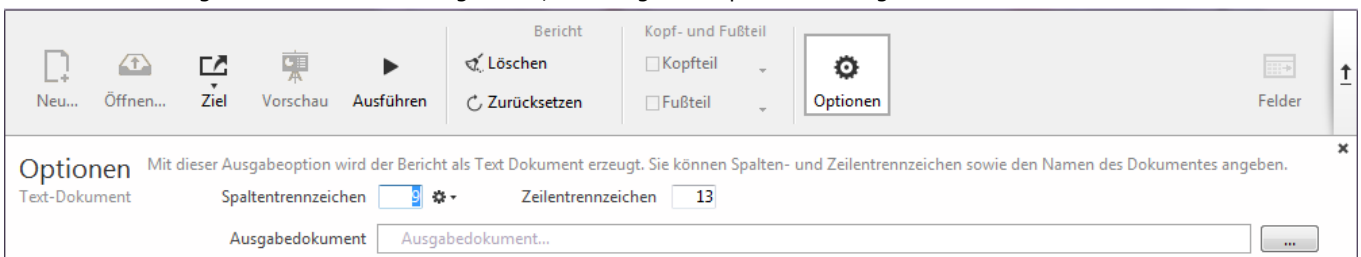 Bericht Kopf- und Fußteil
Löschen Kopfteil
Neu... Öffnen... Ziel Vorschau Ausführen Zurücksetzen Fußteil Optionen Felder
Optionen Mit dieser Ausgabeoption wird der Bericht als Text Dokument erzeugt. Sie können Spalten- und Zeilentrennzeichen sowie den Namen des Dokumentes angeben.
Text-Dokument Spaltentrennzeichen 9 Zeilentrennzeichen 13
Ausgabedokument Ausgabedokument... ...